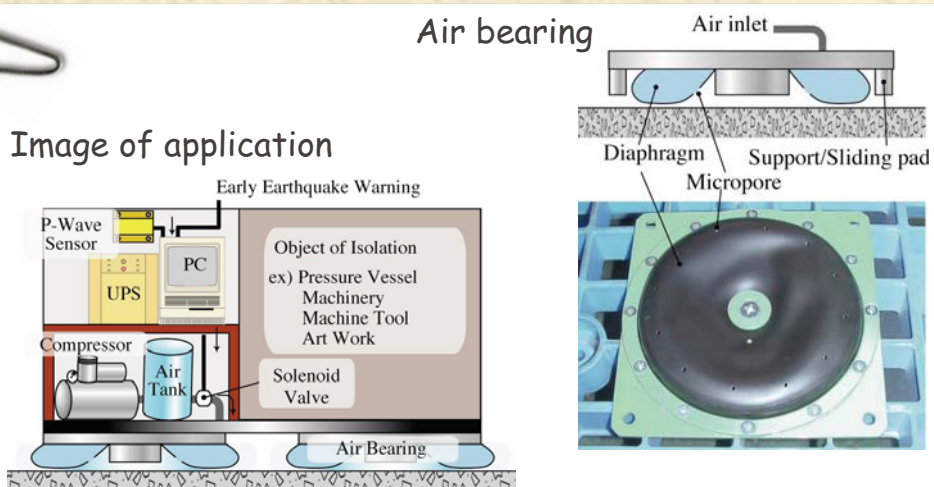 Air bearing
Air inlet
Diaphragm
Support/Sliding pad
Micropore
Image of application
Early Earthquake Warning
P-Wave
Sensor
PC
UPS
Object of Isolation
ex) Pressure Vessel
Machinery
Machine Tool
Art Work
Compressor
Air
Tank
Solenoid
Valve
Air Bearing